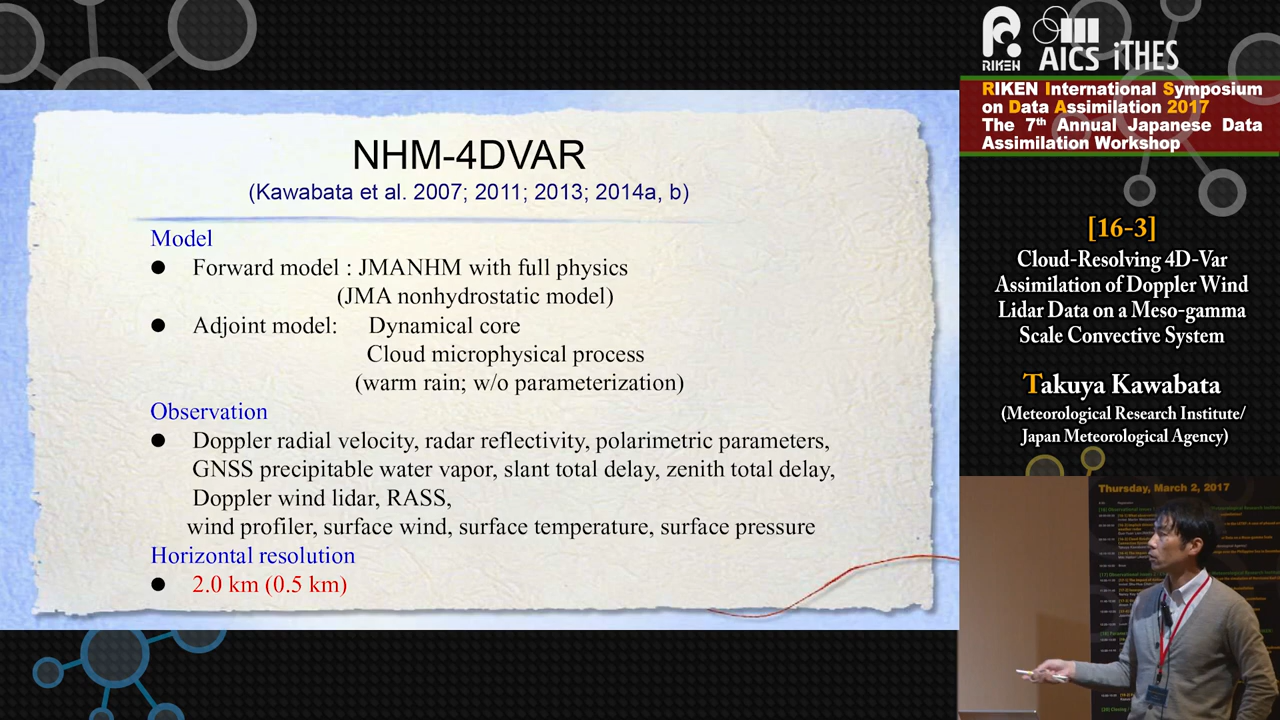 NHM-4DVAR
(Kawabata et al. 2007; 2011; 2013; 2014a, b)
Model
● Forward model : JMANHM with full physics
(JMA nonhydrostatic model)
● Adjoint model: Dynamical core
Cloud microphysical process
(warm rain; w/o parameterization)
Observation
● Doppler radial velocity, radar reflectivity, polarimetric parameters,
GNSS precipitable water vapor, slant total delay, zenith total delay,
Doppler wind lidar, RASS,
wind profiler, surface wind, surface temperature, surface pressure
Horizontal resolution
● 2.0 km (0.5 km)
RIKEN AICS iTHES
RIKEN International Symposium
on Data Assimilation 2017
The 7th Annual Japanese Data
Assimilation Workshop
[16-3]
Cloud-Resolving 4D-Var
Assimilation of Doppler Wind
Lidar Data on a Meso-gamma
Scale Convective System
Takuya Kawabata
(Meteorological Research Institute/
Japan Meteorological Agency)
Thursday, March 2, 2017